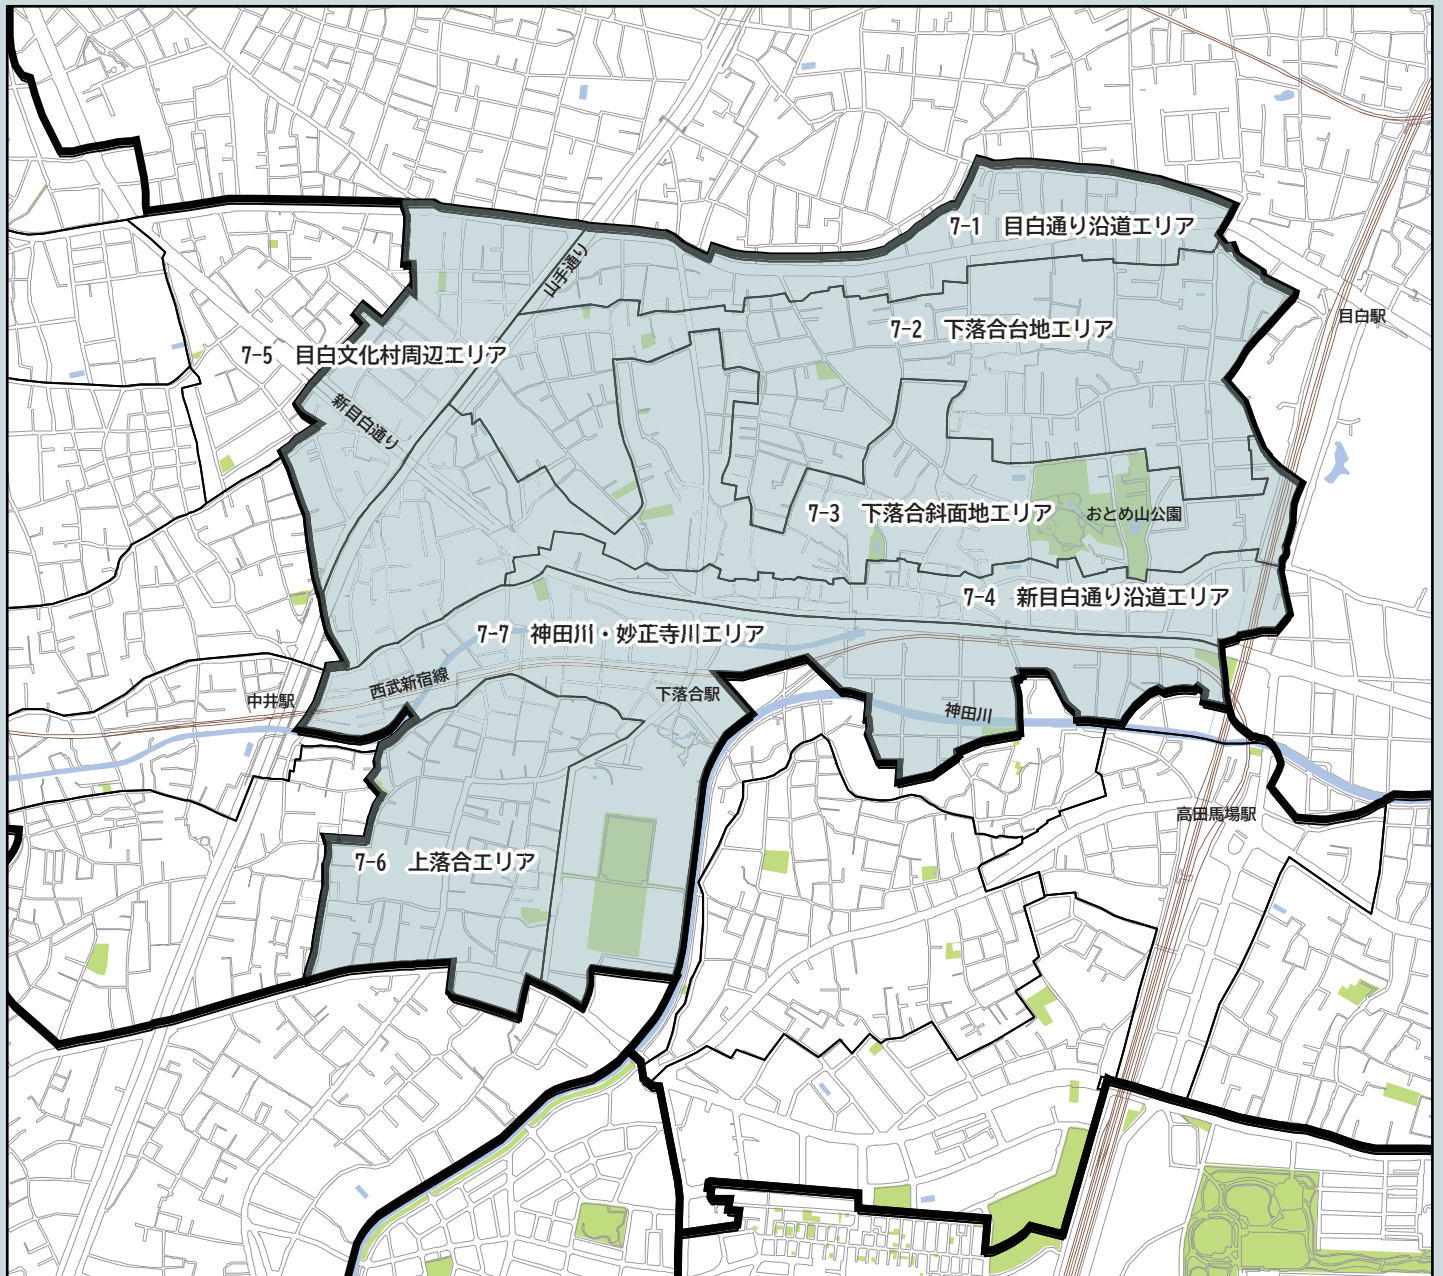 7-1 目白通り沿道エリア
山手通り
目白駅
7-2 下落合台地エリア
7-5 目白文化村周辺エリア
新目白通り
7-3 下落合斜面地エリア
おとめ山公園
7-4 新目白通り沿道エリア
7-7 神田川・妙正寺川エリア
西武新宿線
下落合駅
中井駅
神田川
高田馬場駅
7-6 上落合エリア